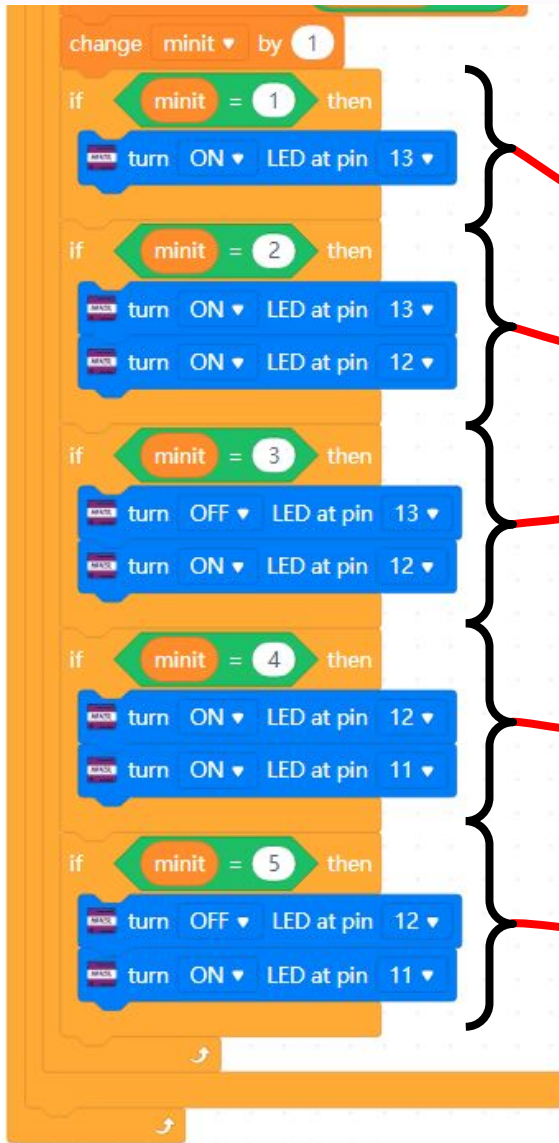 change minit by 1
if minit = 1 then
turn ON LED at pin 13
if minit = 2 then
turn ON LED at pin 13
turn ON LED at pin 12
if minit = 3 then
turn OFF LED at pin 13
turn ON LED at pin 12
if minit = 4 then
turn ON LED at pin 12
turn ON LED at pin 11
if minit = 5 then
turn OFF LED at pin 12
turn ON LED at pin 11